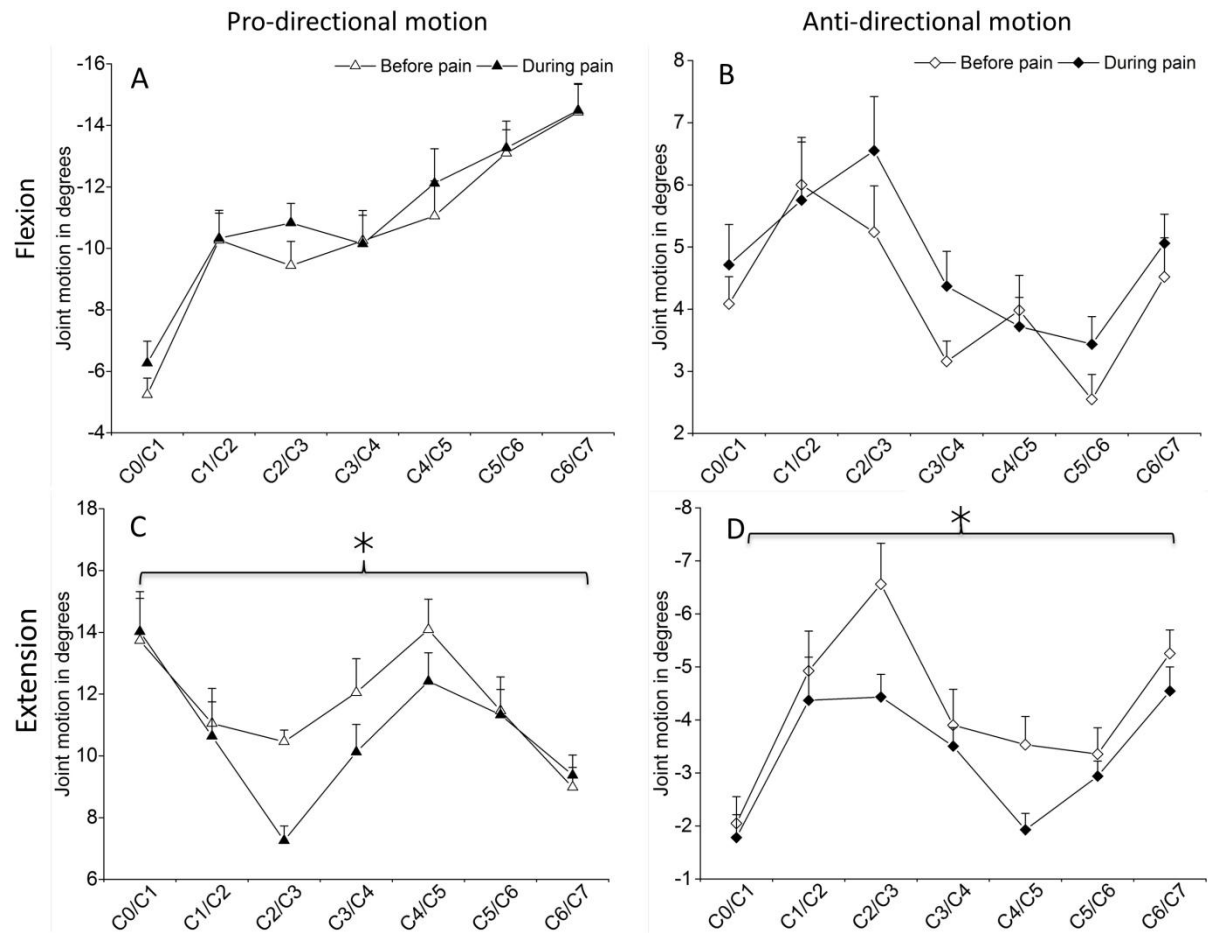 Pro-directional motion
Anti-directional motion
Flexion
Extension
A
Before pain
During pain
Joint motion in degrees
-16
-14
-12
-10
-8
-6
-4
C0/C1
C1/C2
C2/C3
C3/C4
C4/C5
C5/C6
C6/C7
B
Before pain
During pain
Joint motion in degrees
8
7
6
5
4
3
2
C0/C1
C1/C2
C2/C3
C3/C4
C4/C5
C5/C6
C6/C7
C
*
Joint motion in degrees
18
16
14
12
10
8
6
C0/C1
C1/C2
C2/C3
C3/C4
C4/C5
C5/C6
C6/C7
D
*
Joint motion in degrees
-8
-7
-6
-5
-4
-3
-2
-1
C0/C1
C1/C2
C2/C3
C3/C4
C4/C5
C5/C6
C6/C7